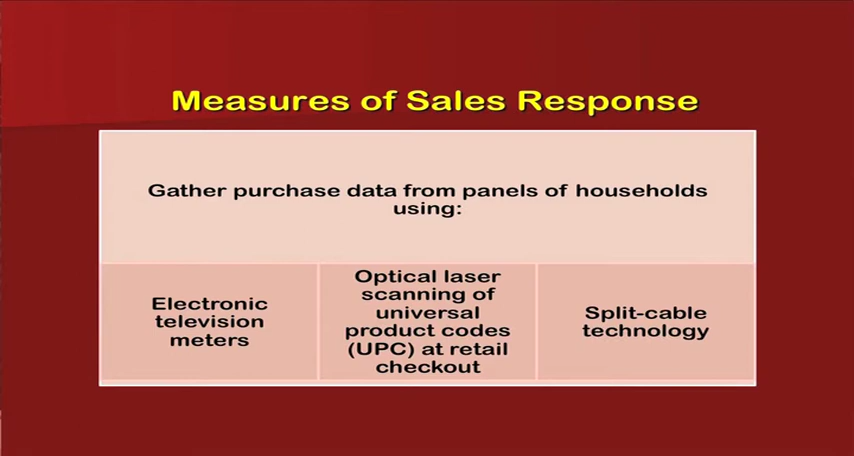 Measures of Sales Response
Gather purchase data from panels of households
using:
Electronic
television
meters
Optical laser
scanning of
universal
product codes
(UPC) at retail
checkout
Split-cable
technology